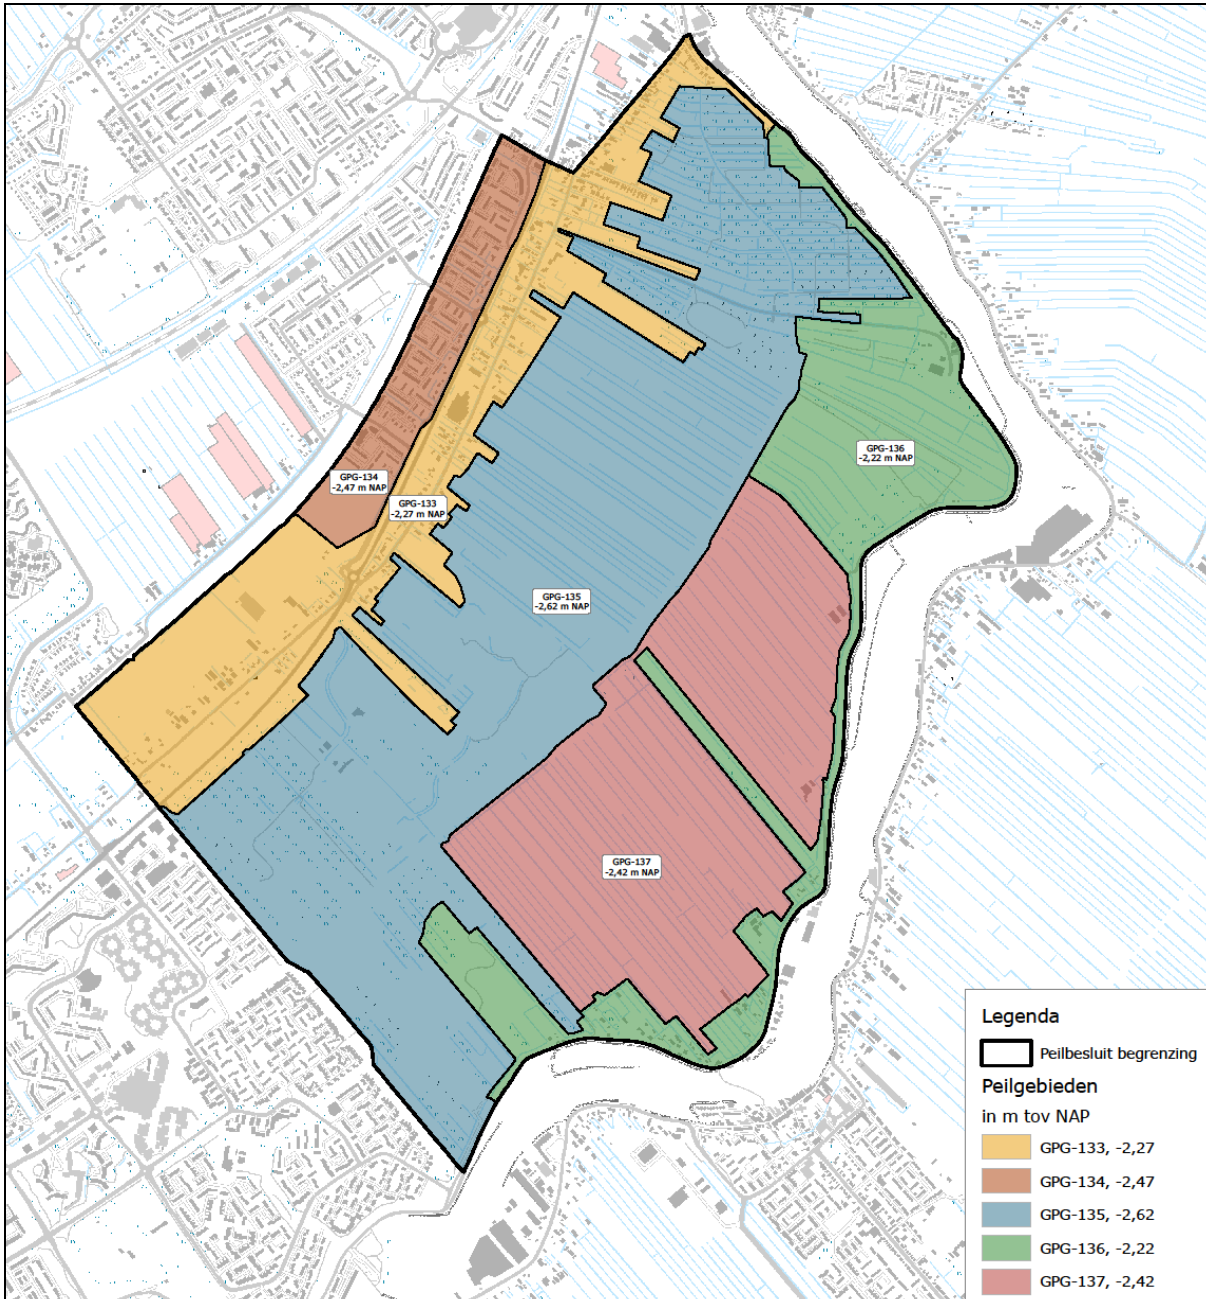 GPG-134
-2,47 m NAP
GPG-133
-2,27 m NAP
GPG-136
-2,22 m NAP
GPG-135
-2,62 m NAP
GPG-137
-2,42 m NAP
Legenda
Peilbesluit begrenzing
Peilgebieden
in m tov NAP
GPG-133, -2,27
GPG-134, -2,47
GPG-135, -2,62
GPG-136, -2,22
GPG-137, -2,42